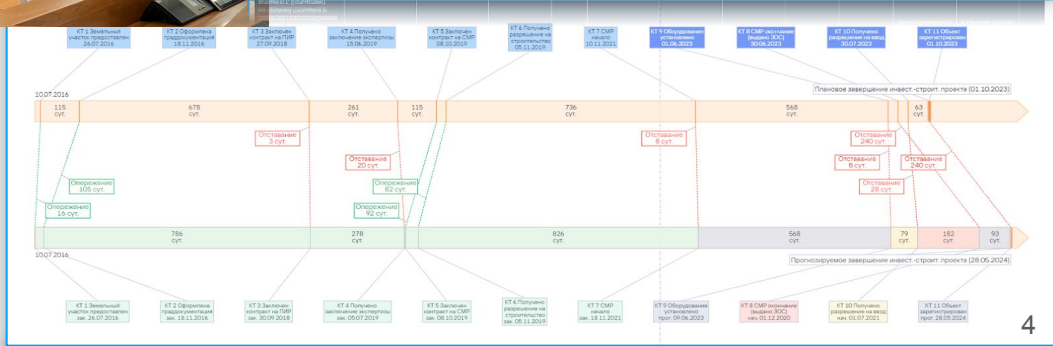 КТ 1 Земельный
участок предоставлен
26.07.2016
КТ 2 Оформлена
градокументация
18.11.2016
КТ 3 Заключен
контракт на ПИР
27.09.2018
КТ 4 Получено
заключение экспертизы
15.06.2019
КТ 5 Заключен
контракт на СМР
08.10.2019
КТ 6 Получено
разрешение на
строительство
05.11.2019
КТ 7 СМР
начало
10.11.2021
КТ 9 Оборудование
установлено
01.06.2023
КТ 8 СМР окончание
(выдано ЗОС)
30.06.2023
КТ 10 Получено
разрешение на ввод
30.07.2023
КТ 11 Объект
зарегистрирован
01.10.2023
Плановое завершение инвест.-строит. проекта (01.10.2023)
10.07.2016
115
сут.
678
сут.
261
сут.
115
сут.
736
сут.
568
сут.
63
сут.
Отставание
3 сут.
Отставание
8 сут.
Отставание
240 сут.
Отставание
20 сут.
Отставание
8 сут.
Отставание
240 сут.
Опережение
105 сут.
Опережение
82 сут.
Отставание
28 сут.
Опережение
16 сут.
Опережение
92 сут.
786
сут.
278
сут.
826
сут.
568
сут.
79
сут.
182
сут.
93
сут.
10.07.2016
Прогнозируемое завершение инвест.-строит. проекта (28.05.2024)
КТ 1 Земельный
участок предоставлен
зак. 26.07.2016
КТ 2 Оформлена
градокументация
зак. 18.11.2016
КТ 3 Заключен
контракт на ПИР
зак. 30.09.2018
КТ 4 Получено
заключение экспертизы
зак. 05.07.2019
КТ 5 Заключен
контракт на СМР
зак. 08.10.2019
КТ 6 Получено
разрешение на
строительство
зак. 05.11.2019
КТ 7 СМР
начало
зак. 18.11.2021
КТ 9 Оборудование
установлено
прог. 09.06.2023
КТ 8 СМР окончание
(выдано ЗОС)
нач. 01.12.2020
КТ 10 Получено
разрешение на ввод
нач. 01.07.2021
КТ 11 Объект
зарегистрирован
прог. 28.05.2024
4